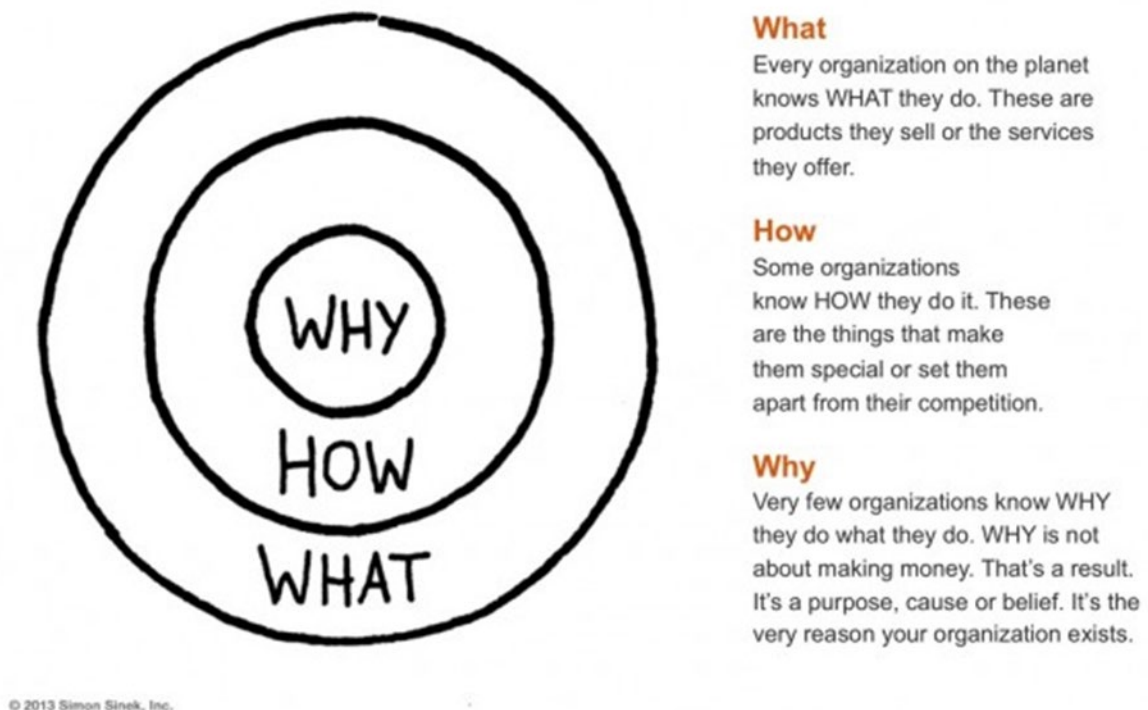 WHY
HOW
WHAT
What
Every organization on the planet
knows WHAT they do. These are
products they sell or the services
they offer.
How
Some organizations
know HOW they do it. These
are the things that make
them special or set them
apart from their competition.
Why
Very few organizations know WHY
they do what they do. WHY is not
about making money. That's a result.
It's a purpose, cause or belief. It's the
very reason your organization exists.
© 2013 Simon Sinek, Inc.